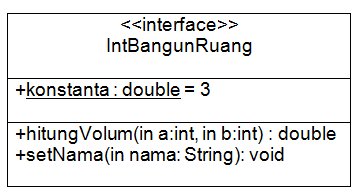 <<interface>>
IntBangunRuang
+konstanta : double = 3
+hitungVolum(in a:int, in b:int) : double
+setNama(in nama: String): void